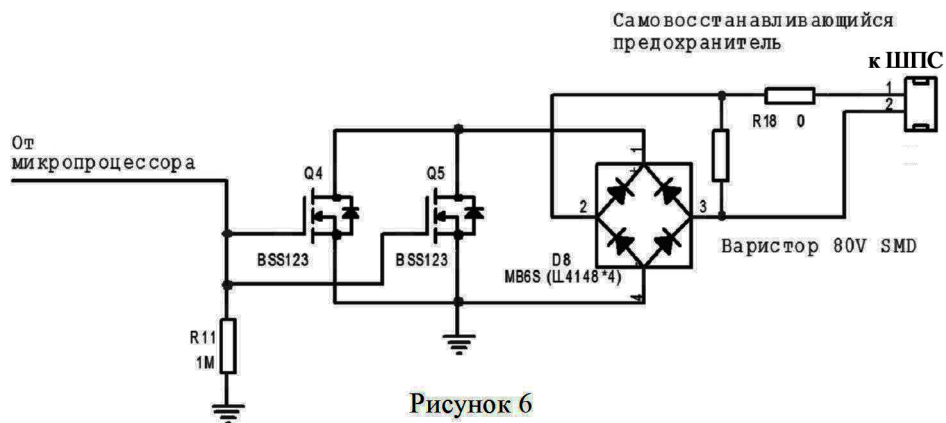 Самовосстанавливающийся
предохранитель
к ШПС
1
2
R18 0
От
микропроцессора
Q4
Q5
1
+
2
3
BSS123
BSS123
Варистор 80V SMD
D8
MB6S (LL4148*4)
4
R11
1M
Рисунок 6